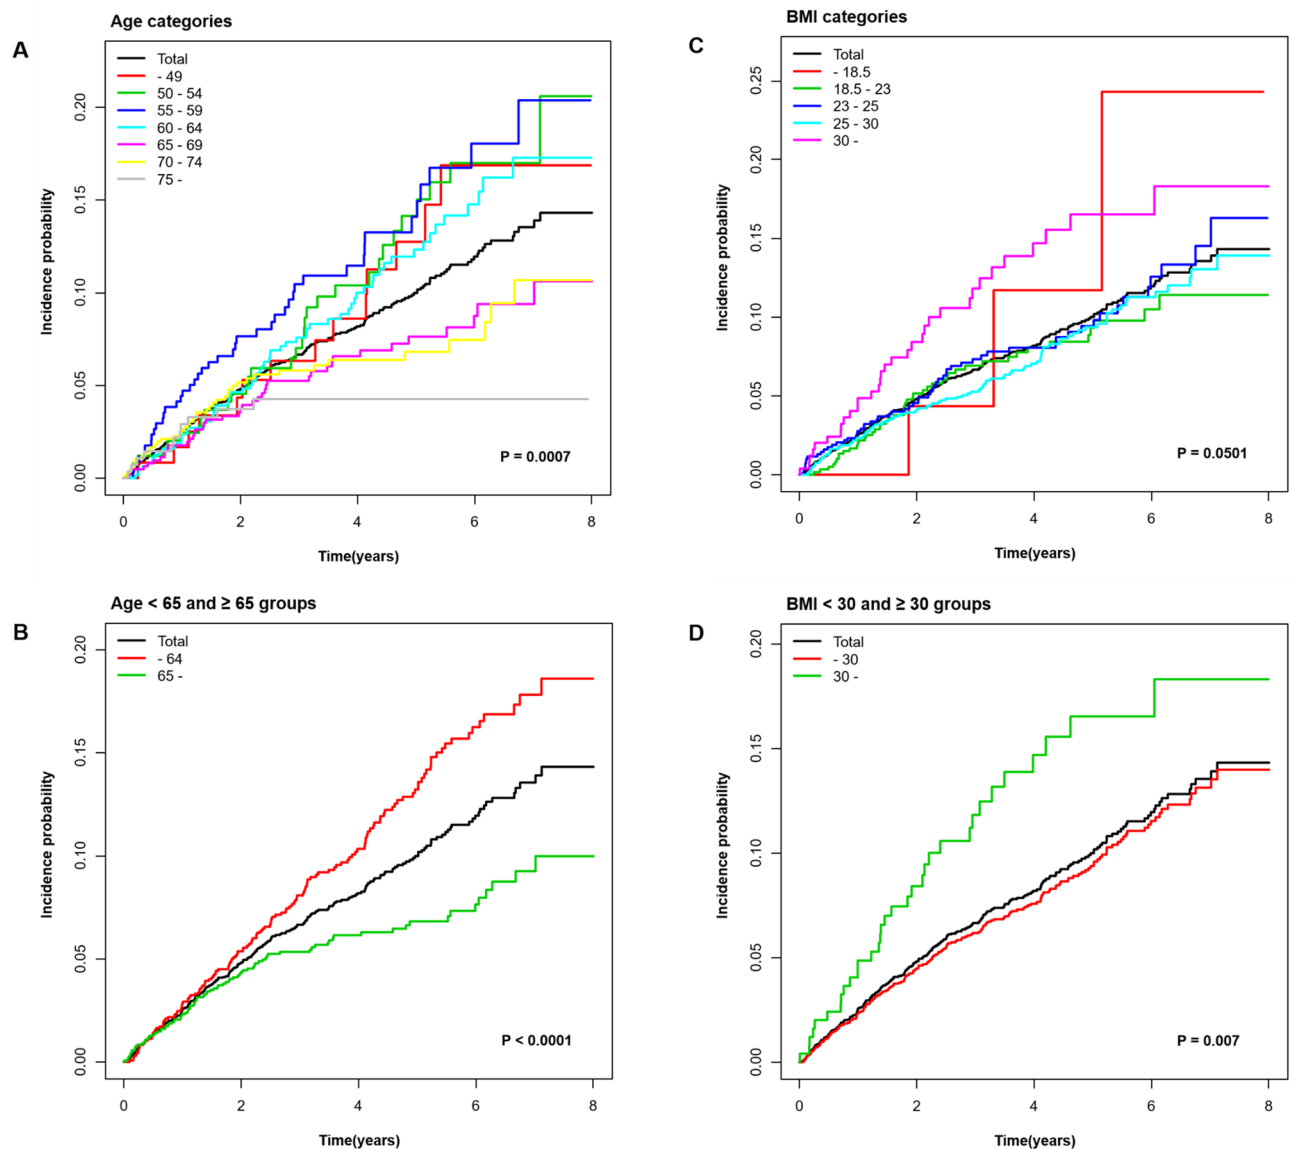 A
Age categories
Total
- 49
50 - 54
55 - 59
60 - 64
65 - 69
70 - 74
75 -
Incidence probability
0.20
0.15
0.10
0.05
0.00
P = 0.0007
0 2 4 6 8
Time(years)
C
BMI categories
Total
- 18.5
18.5 - 23
23 - 25
25 - 30
30 -
Incidence probability
0.25
0.20
0.15
0.10
0.05
0.00
P = 0.0501
0 2 4 6 8
Time(years)
B
Age < 65 and ≥ 65 groups
Total
- 64
65 -
Incidence probability
0.20
0.15
0.10
0.05
0.00
P < 0.0001
0 2 4 6 8
Time(years)
D
BMI < 30 and ≥ 30 groups
Total
- 30
30 -
Incidence probability
0.20
0.15
0.10
0.05
0.00
P = 0.007
0 2 4 6 8
Time(years)